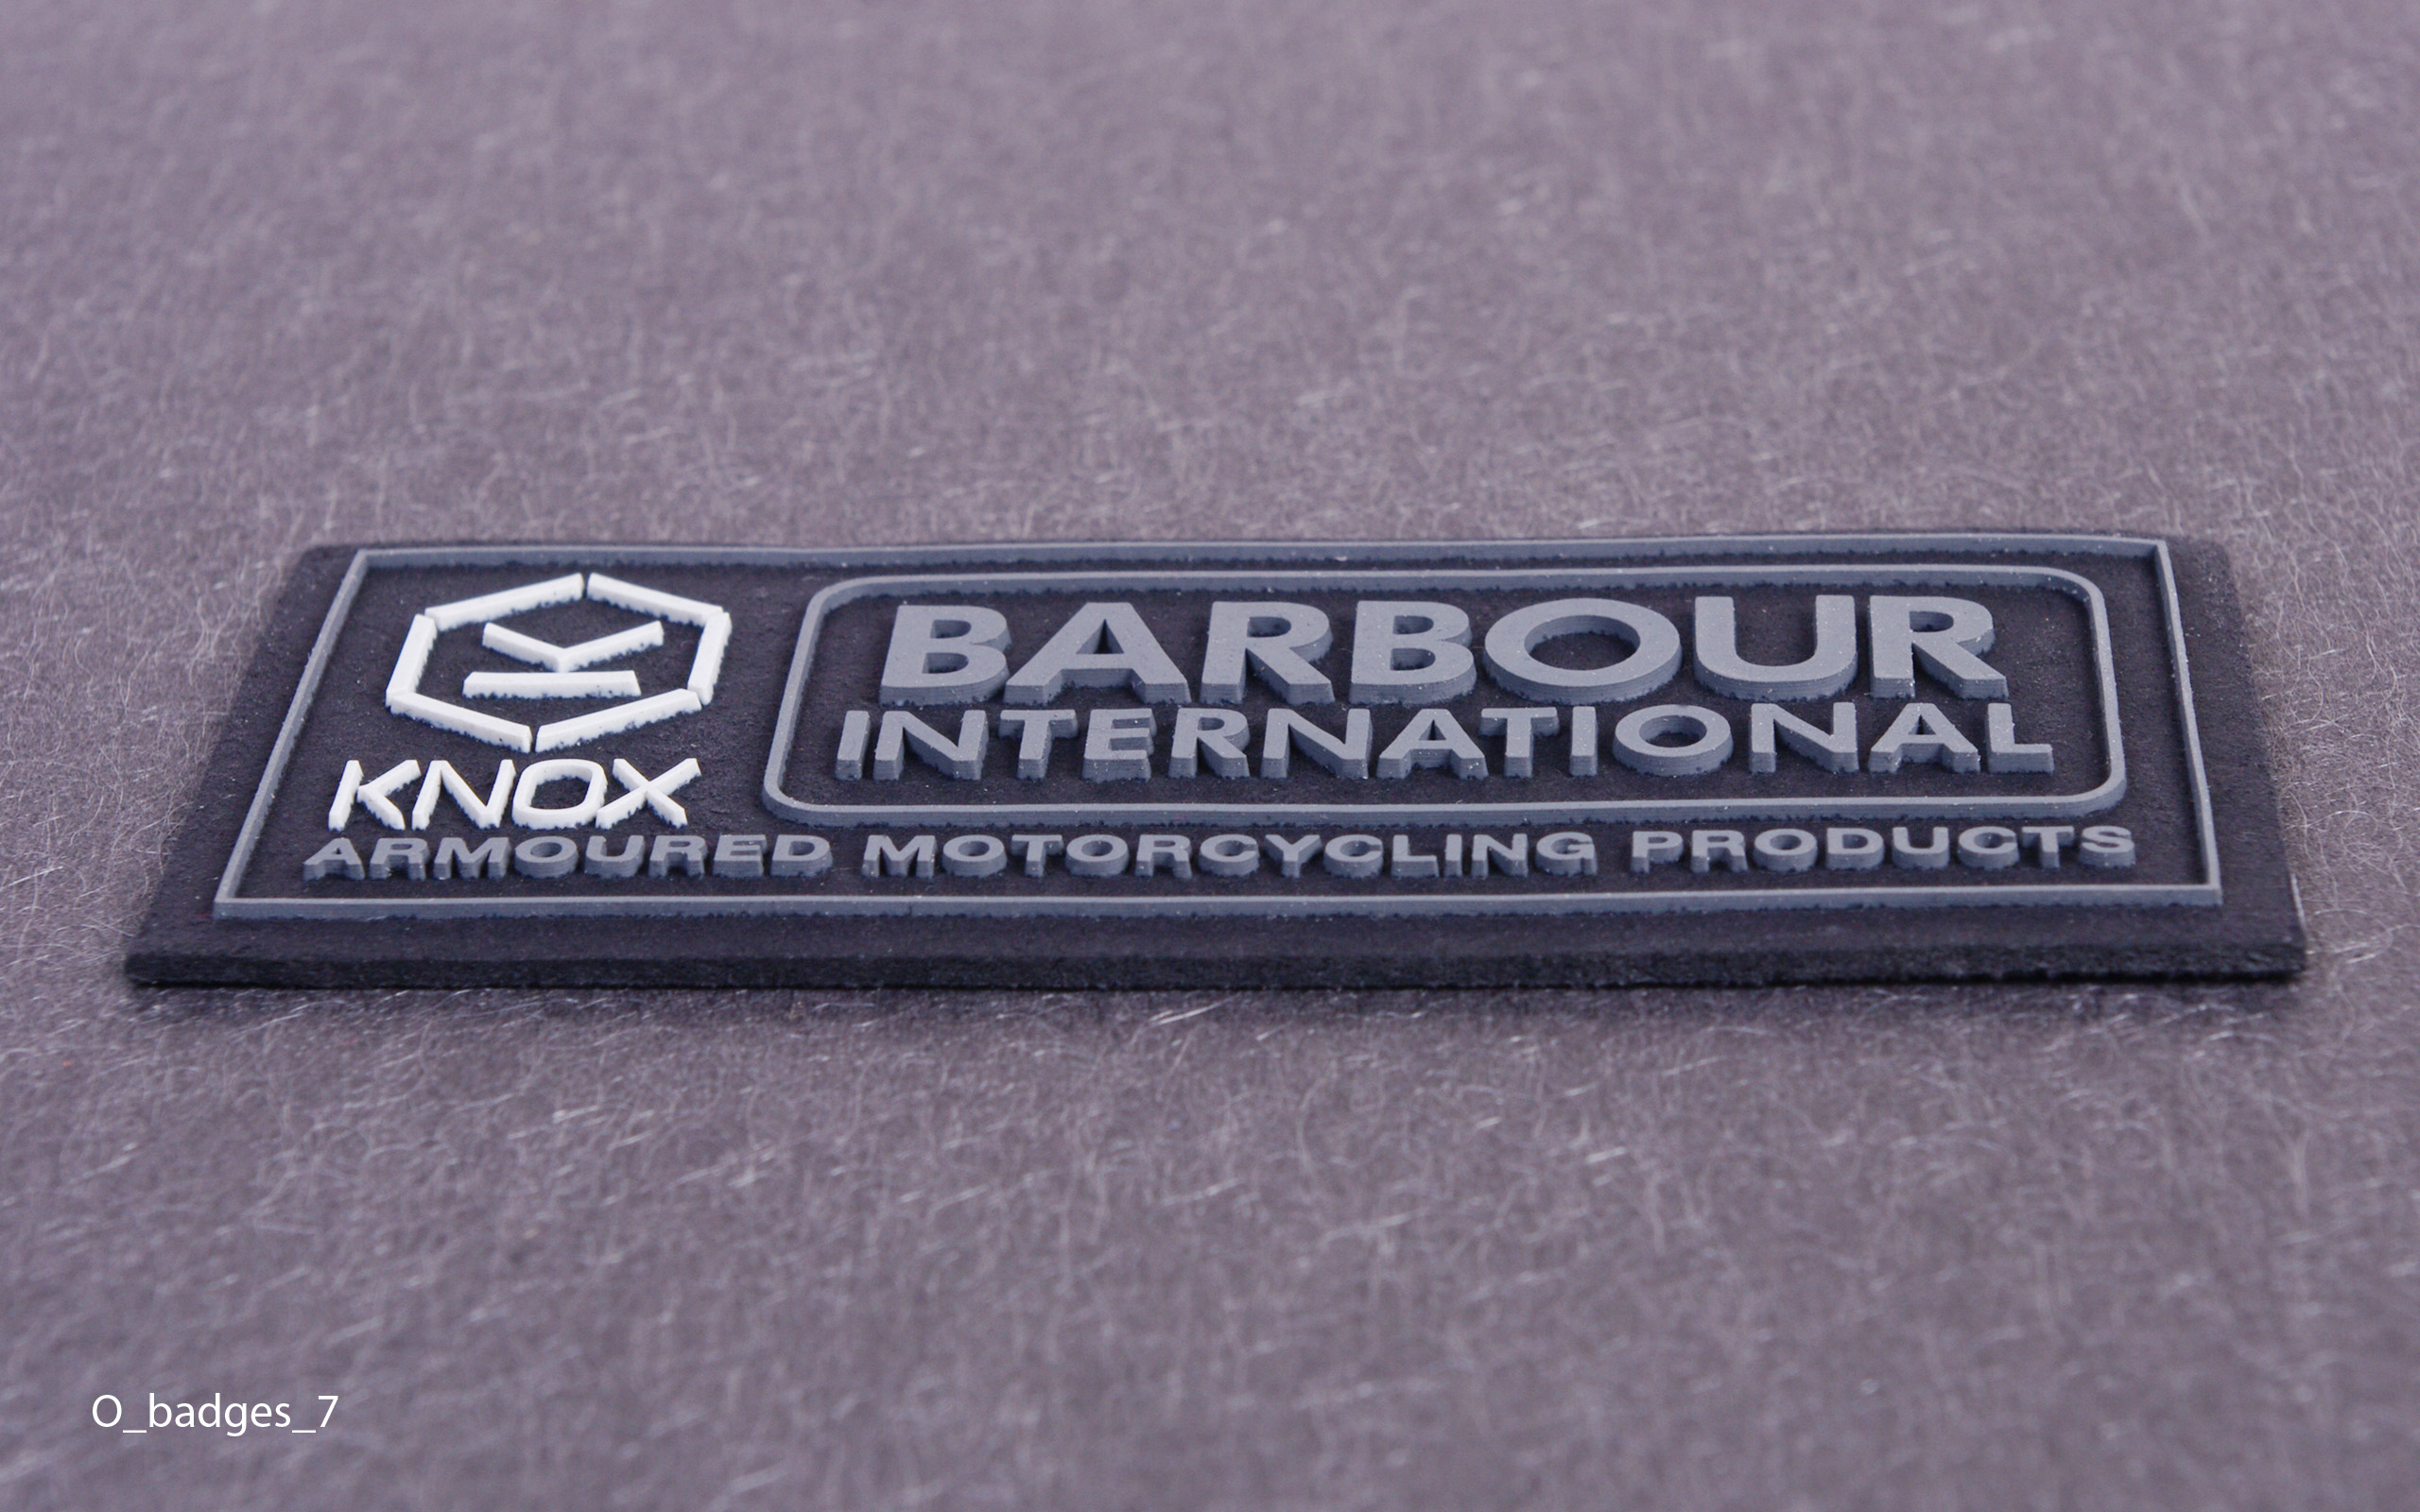 KNOX
BARBOUR
INTERNATIONAL
ARMOURED MOTORCYCLING PRODUCTS
O_badges_7